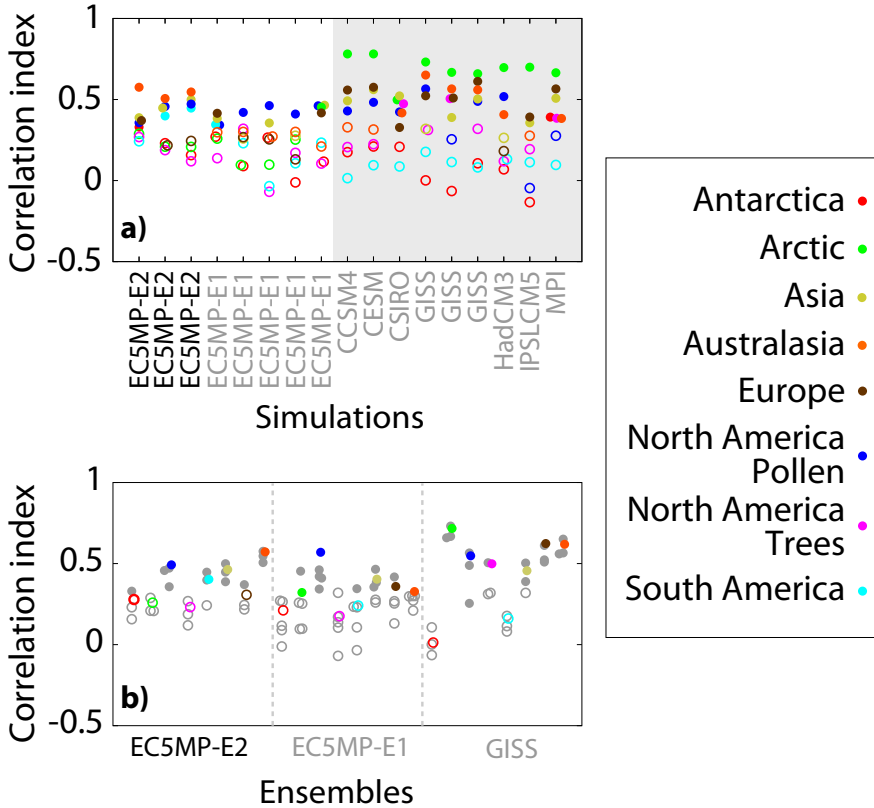 Correlation index
1
0.5
0
-0.5
a)
EC5MP-E2
EC5MP-E2
EC5MP-E2
EC5MP-E1
EC5MP-E1
EC5MP-E1
EC5MP-E1
EC5MP-E1
CCSM4
CESM
CSIRO
GISS
GISS
GISS
HadCM3
IPSLCM5
MPI
Simulations
Correlation index
1
0.5
0
-0.5
b)
EC5MP-E2
EC5MP-E1
GISS
Ensembles
Antarctica
Arctic
Asia
Australasia
Europe
North America
Pollen
North America
Trees
South America